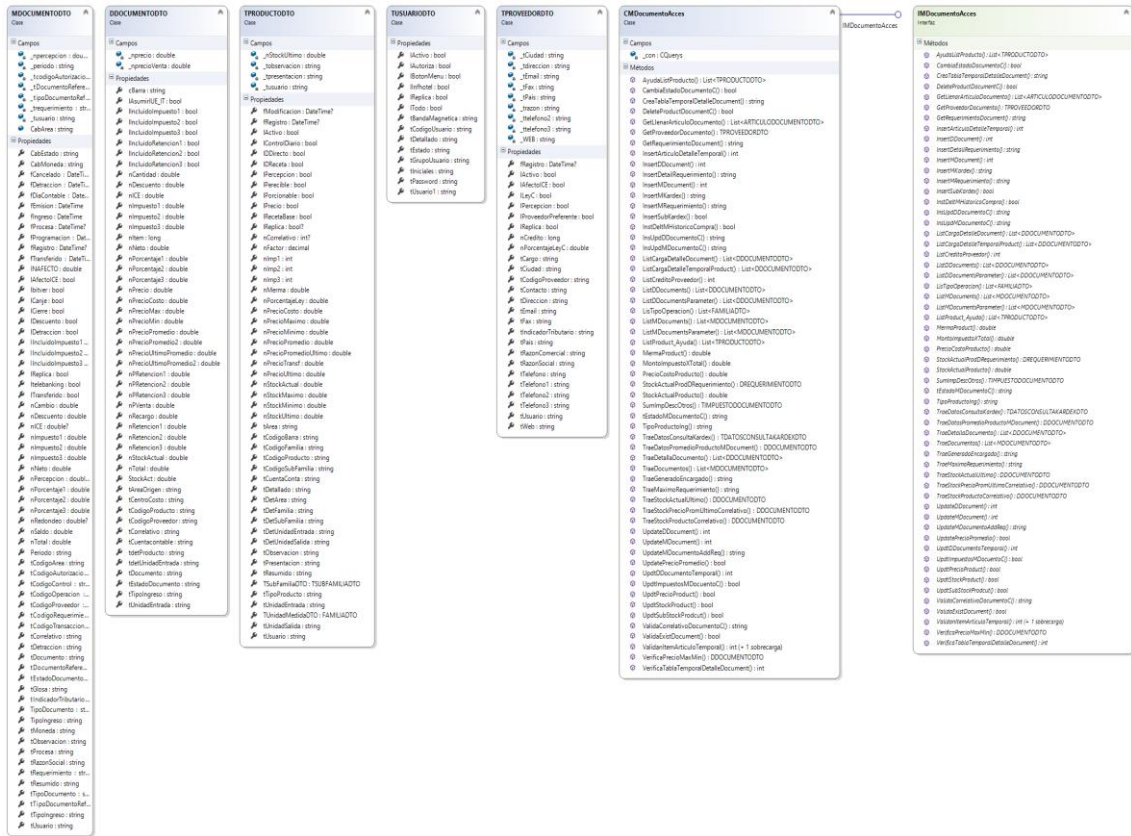 MDOCUMENTODTO
Clase
Campos
_npercepcion : dou...
_periodo : string
_tcodigoAutorizacio...
_tDocumentoRefere...
_tipoDocumentoRef...
_trequerimiento : str...
_tusuario : string
CabArea : string
Propiedades
CabEstado : string
CabMoneda : string
fCancelado : DateTi...
fDetraccion : DateTi...
fDiaContable : DateTi...
fEmision : DateTime
fIngreso : DateTime
fProcesa : DateTime?
fProgramacion : Dat...
fRegistro : DateTime?
fTransferido : DateTi...
INAFECTO : double
lAfectoICE : bool
lCanje : bool
lCierre : bool
lDescuento : bool
lDetraccion : bool
lIncluidoImpuesto1 ...
lIncluidoImpuesto2 ...
lIncluidoImpuesto3 ...
lReplica : bool
ltelebanking : bool
lTransferido : bool
nCambio : double
nDescuento : double
nICE : double?
nImpuesto1 : double
nImpuesto2 : double
nImpuesto3 : double
nNeto : double
nPercepcion : doubl...
nPorcentaje1 : double
nPorcentaje2 : double
nPorcentaje3 : double
nRedondeo : double?
nSaldo : double
nTotal : double
Periodo : string
tCodigoArea : string
tCodigoAutorizacio...
tCodigoControl : str...
tCodigoOperacion : ...
tCodigoProveedor : ...
tCodigoRequerimie...
tCodigoTransaccion...
tCorrelativo : string
tDetraccion : string
tDocumento : string
tDocumentoRefere...
tEstadoDocumento...
tGlosa : string
tIndicadorTributario...
TipoDocumento : st...
TipoIngreso : string
tMoneda : string
tObservacion : string
tProcesa : string
tRazonSocial : string
tRequerimiento : str...
tResumido : string
tTipoDocumento : s...
tTipoDocumentoRef...
tTipoIngreso : string
tUsuario : string
DDOCUMENTODTO
Clase
Campos
_nprecio : double
_nprecioVenta : double
Propiedades
cBarra : string
lAsumirIUE_IT : bool
lIncluidoImpuesto1 : bool
lIncluidoImpuesto2 : bool
lIncluidoImpuesto3 : bool
lIncluidoRetencion1 : bool
lIncluidoRetencion2 : bool
lIncluidoRetencion3 : bool
nCantidad : double
nDescuento : double
nICE : double
nImpuesto1 : double
nImpuesto2 : double
nImpuesto3 : double
nItem : long
nNeto : double
nPorcentaje1 : double
nPorcentaje2 : double
nPorcentaje3 : double
nPrecio : double
nPrecioCosto : double
nPrecioMax : double
nPrecioMin : double
nPrecioPromedio : double
nPrecioPromedio2 : double
nPrecioUltimoPromedio : double
nPrecioUltimoPromedio2 : double
nPRetencion1 : double
nPRetencion2 : double
nPRetencion3 : double
nPVenta : double
nRecargo : double
nRetencion1 : double
nRetencion2 : double
nRetencion3 : double
nStockActual : double
nTotal : double
StockAct : double
tAreaOrigen : string
tCentroCosto : string
tCodigoProducto : string
tCodigoProveedor : string
tCorrelativo : string
tCuentacontable : string
tdetProducto : string
tdetUnidadEntrada : string
tDocumento : string
tEstadoDocumento : string
tTipoIngreso : string
tUnidadEntrada : string
TPRODUCTODTO
Clase
Campos
_nStockUltimo : double
_tobservacion : string
_tpresentacion : string
_tusuario : string
Propiedades
fModificacion : DateTime?
fRegistro : DateTime?
lActivo : bool
lControlDiario : bool
lDDirecto : bool
lDReceta : bool
lPercepcion : bool
lPerecible : bool
lPorcionable : bool
lPrecio : bool
lRecetaBase : bool
lReplica : bool?
nCorrelativo : int?
nFactor : decimal
nImp1 : int
nImp2 : int
nImp3 : int
nMerma : double
nPorcentajeLey : double
nPrecioCosto : double
nPrecioMaximo : double
nPrecioMinimo : double
nPrecioPromedio : double
nPrecioPromedioUltimo : double
nPrecioTransf : double
nPrecioUltimo : double
nStockActual : double
nStockMaximo : double
nStockMinimo : double
nStockUltimo : double
tArea : string
tCodigoBarra : string
tCodigoFamilia : string
tCodigoProducto : string
tCodigoSubFamilia : string
tCuentaConta : string
tDetallado : string
tDetArea : string
tDetFamilia : string
tDetSubFamilia : string
tDetUnidadEntrada : string
tDetUnidadSalida : string
tObservacion : string
tPresentacion : string
tResumido : string
TSubFamiliaDTO : TSUBFAMILIADTO
tTipoProducto : string
tUnidadEntrada : string
TUnidadMedidaDTO : FAMILIADTO
tUnidadSalida : string
tUsuario : string
TUSUARIODTO
Clase
Propiedades
lActivo : bool
lAutoriza : bool
lBotonMenu : bool
lInfhotel : bool
lReplica : bool
lTodo : bool
tBandaMagnetica : string
tCodigoUsuario : string
tDetallado : string
tEstado : string
tGrupoUsuario : string
tIniciales : string
tPassword : string
tUsuario1 : string
TPROVEEDORDTO
Clase
Campos
_tCiudad : string
_tdireccion : string
_tEmail : string
_tFax : string
_tPais : string
_trazon : string
_ttelefono2 : string
_ttelefono3 : string
_WEB : string
Propiedades
fRegistro : DateTime?
lActivo : bool
lAfectoICE : bool
lLeyC : bool
lPercepcion : bool
lProveedorPreferente : bool
lReplica : bool
nCredito : long
nPorcentajeLeyC : double
tCargo : string
tCiudad : string
tCodigoProveedor : string
tContacto : string
tDireccion : string
tEmail : string
tFax : string
tIndicadorTributario : string
tPais : string
tRazonComercial : string
tRazonSocial : string
tTelefono : string
tTelefono1 : string
tTelefono2 : string
tTelefono3 : string
tUsuario : string
tWeb : string
CMDocumentoAcces
Clase
Campos
_con : CQuerys
Métodos
AyudaListProducto() : List<TPRODUCTODTO>
CambiaEstadoDocumentoC() : bool
CreaTablaTemporalDetalleDocument() : string
DeleteProductDocumentC() : bool
GetLlenarArticuloDocumento() : List<ARTICULODOCUMENTODTO>
GetProveedorDocumento() : TPROVEEDORDTO
GetRequerimientoDocument() : string
InsertArticuloDetalleTemporal() : int
InsertDDocument() : int
InsertDetailRequerimiento() : string
InsertMDocument() : int
InsertMKardex() : string
InsertMRequerimiento() : string
InsertSubKardex() : bool
InstDeltMHistoricoCompra() : bool
InsUpdDDocumentoC() : string
InsUpdMDocumentoC() : string
ListCargaDetalleDocument() : List<DDOCUMENTODTO>
ListCargaDetalleTemporalProduct() : List<DDOCUMENTODTO>
ListCreditoProveedor() : int
ListDDocuments() : List<DDOCUMENTODTO>
ListDDocumentsParameter() : List<DDOCUMENTODTO>
LisTipoOperacion() : List<FAMILIADTO>
ListMDocuments() : List<MDOCUMENTODTO>
ListMDocumentsParameter() : List<MDOCUMENTODTO>
ListProduct_Ayuda() : List<TPRODUCTODTO>
MermaProduct() : double
MontoImpuestoXTotal() : double
PrecioCostoProducto() : double
StockActualProdDRequerimiento() : DREQUERIMIENTODTO
StockActualProducto() : double
SumImpDescOtros() : TIMPUESTODOCUMENTODTO
tEstadoMDocumentoC() : string
TipoProductoIng() : string
TraeDatosConsultaKardex() : TDATOSCONSULTAKARDEXDTO
TraeDatosPromedioProductoMDocument() : DDOCUMENTODTO
TraeDetallaDocumento() : List<DDOCUMENTODTO>
TraeDocumentos() : List<MDOCUMENTODTO>
TraeGeneradoEncargado() : string
TraeMaximoRequerimiento() : string
TraeStockActualUltimo() : DDOCUMENTODTO
TraeStockPrecioPromUltimoCorrelativo() : DDOCUMENTODTO
TraeStockProductoCorrelativo() : DDOCUMENTODTO
UpdateDDocument() : int
UpdateMDocument() : int
UpdateMDocumentoAddReq() : string
UpdatePrecioPromedio() : bool
UpdtDDocumentoTemporal() : int
UpdtImpuestosMDocuentoC() : bool
UpdtPrecioProduct() : bool
UpdtStockProduct() : bool
UpdtSubStockProdcut() : bool
ValidaCorrelativoDocumentoC() : string
ValidaExistDocument() : bool
ValidanItemArticuloTemporal() : int (+ 1 sobrecarga)
VerificaPrecioMaxMin() : DDOCUMENTODTO
VerificaTablaTemporalDetalleDocument() : int
IMDocumentoAcces
IMDocumentoAcces
Interfaz
Métodos
AyudaListProducto() : List<TPRODUCTODTO>
CambiaEstadoDocumentoC() : bool
CreaTablaTemporalDetalleDocument() : string
DeleteProductDocumentC() : bool
GetLlenarArticuloDocumento() : List<ARTICULODOCUMENTODTO>
GetProveedorDocumento() : TPROVEEDORDTO
GetRequerimientoDocument() : string
InsertArticuloDetalleTemporal() : int
InsertDDocument() : int
InsertDetailRequerimiento() : string
InsertMDocument() : int
InsertMKardex() : string
InsertMRequerimiento() : string
InsertSubKardex() : bool
InstDeltMHistoricoCompra() : bool
InsUpdDDocumentoC() : string
InsUpdMDocumentoC() : string
ListCargaDetalleDocument() : List<DDOCUMENTODTO>
ListCargaDetalleTemporalProduct() : List<DDOCUMENTODTO>
ListCreditoProveedor() : int
ListDDocuments() : List<DDOCUMENTODTO>
ListDDocumentsParameter() : List<DDOCUMENTODTO>
LisTipoOperacion() : List<FAMILIADTO>
ListMDocuments() : List<MDOCUMENTODTO>
ListMDocumentsParameter() : List<MDOCUMENTODTO>
ListProduct_Ayuda() : List<TPRODUCTODTO>
MermaProduct() : double
MontoImpuestoXTotal() : double
PrecioCostoProducto() : double
StockActualProdDRequerimiento() : DREQUERIMIENTODTO
StockActualProducto() : double
SumImpDescOtros() : TIMPUESTODOCUMENTODTO
tEstadoMDocumentoC() : string
TipoProductoIng() : string
TraeDatosConsultaKardex() : TDATOSCONSULTAKARDEXDTO
TraeDatosPromedioProductoMDocument() : DDOCUMENTODTO
TraeDetallaDocumento() : List<DDOCUMENTODTO>
TraeDocumentos() : List<MDOCUMENTODTO>
TraeGeneradoEncargado() : string
TraeMaximoRequerimiento() : string
TraeStockActualUltimo() : DDOCUMENTODTO
TraeStockPrecioPromUltimoCorrelativo() : DDOCUMENTODTO
TraeStockProductoCorrelativo() : DDOCUMENTODTO
UpdateDDocument() : int
UpdateMDocument() : int
UpdateMDocumentoAddReq() : string
UpdatePrecioPromedio() : bool
UpdtDDocumentoTemporal() : int
UpdtImpuestosMDocuentoC() : bool
UpdtPrecioProduct() : bool
UpdtStockProduct() : bool
UpdtSubStockProdcut() : bool
ValidaCorrelativoDocumentoC() : string
ValidaExistDocument() : bool
ValidanItemArticuloTemporal() : int (+ 1 sobrecarga)
VerificaPrecioMaxMin() : DDOCUMENTODTO
VerificaTablaTemporalDetalleDocument() : int